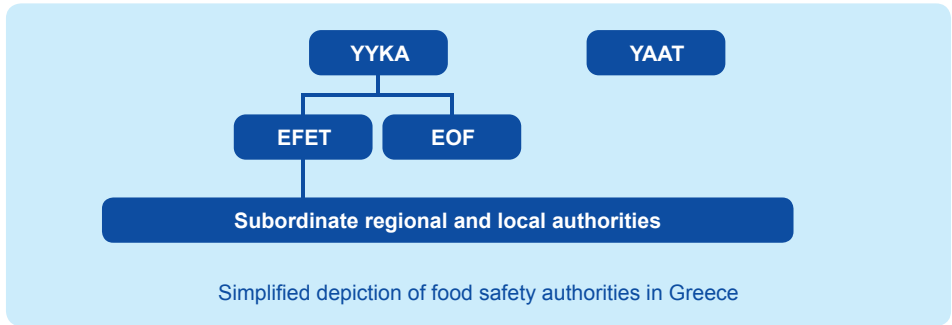 YYKA
YAAT
EFET
EOF
Subordinate regional and local authorities
Simplified depiction of food safety authorities in Greece